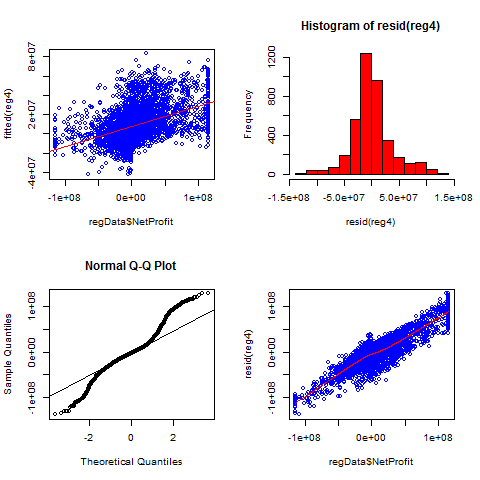 fitted(reg4)
8e+07
2e+07
-4e+07
-1e+08
0e+00
1e+08
regData$NetProfit
Histogram of resid(reg4)
Frequency
1200
800
400
0
-1.5e+08
-5.0e+07
5.0e+07
1.5e+08
resid(reg4)
Normal Q-Q Plot
Sample Quantiles
1e+08
0e+00
-1e+08
-2
0
2
Theoretical Quantiles
resid(reg4)
1e+08
0e+00
-1e+08
-1e+08
0e+00
1e+08
regData$NetProfit